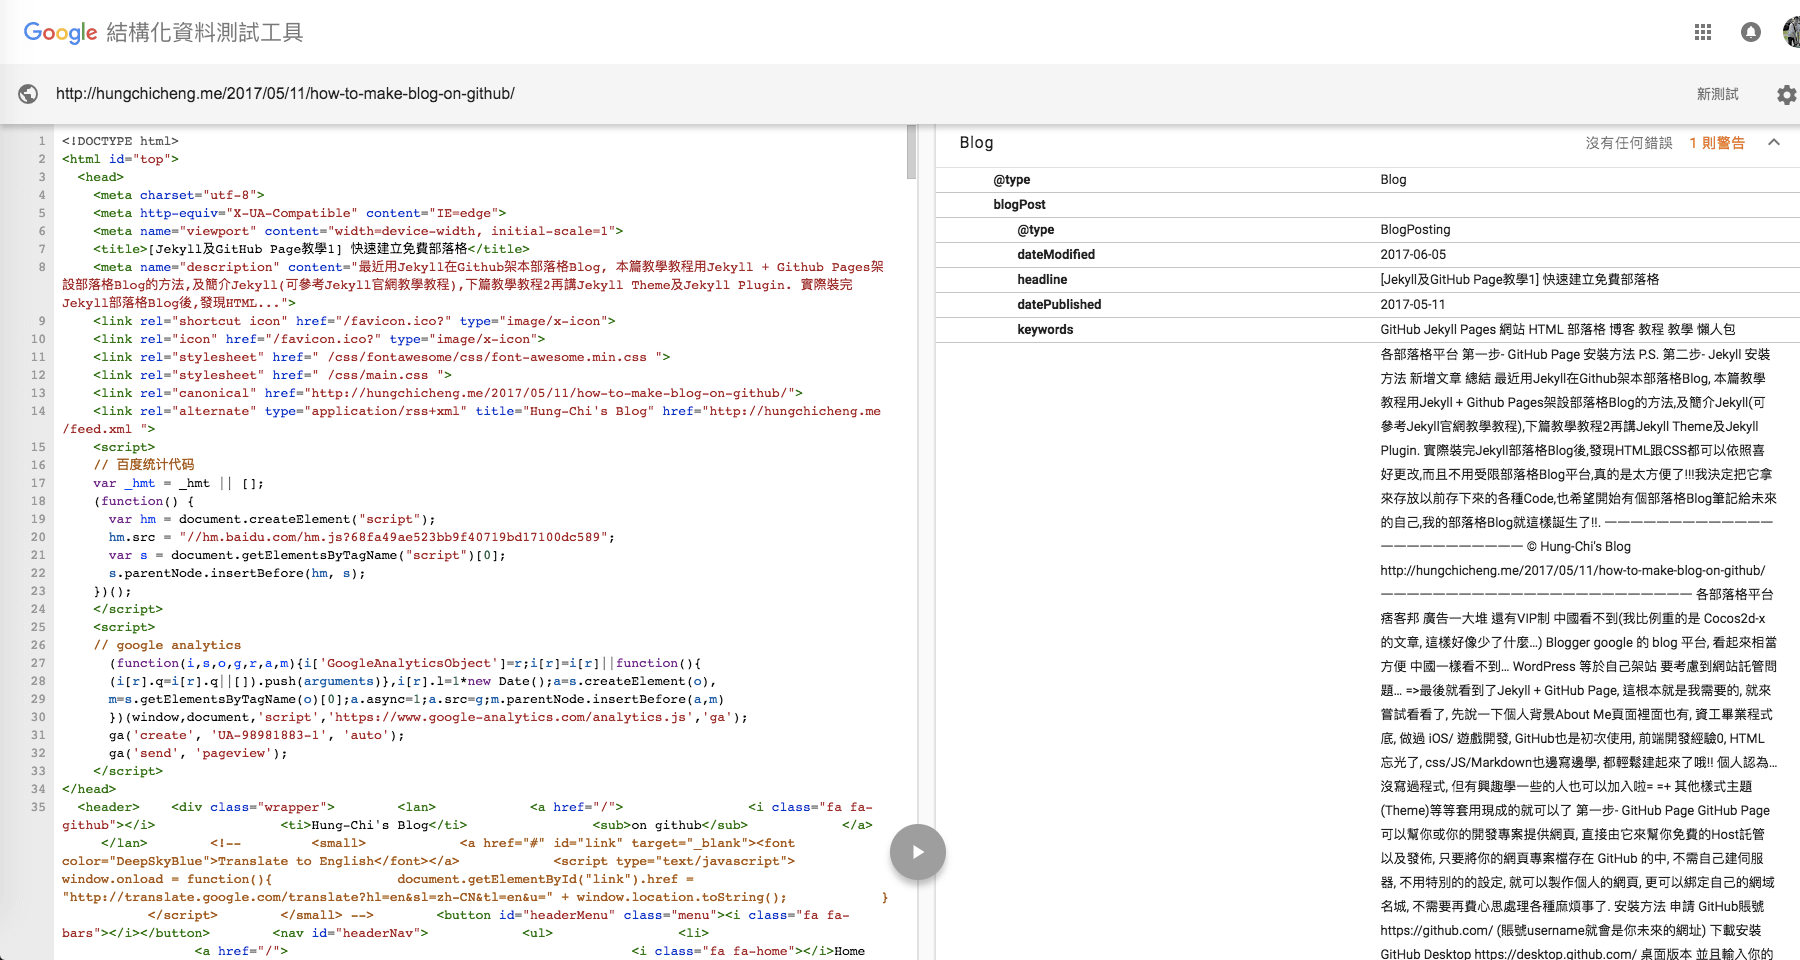 Google 結構化資料測試工具
http://hungchicheng.me/2017/05/11/how-to-make-blog-on-github/
新測試
1 <!DOCTYPE html>
2 <html id="top">
3 <head>
4 <meta charset="utf-8">
5 <meta http-equiv="X-UA-Compatible" content="IE=edge">
6 <meta name="viewport" content="width=device-width, initial-scale=1">
7 <title>[Jekyll及GitHub Page教學1] 快速建立免費部落格</title>
8 <meta name="description" content="最近用Jekyll在Github架本部落格Blog, 本篇教學教程用Jekyll + Github Pages架
設部落格Blog的方法,及簡介Jekyll(可參考Jekyll官網教學教程),下篇教學教程2再講Jekyll Theme及Jekyll Plugin. 實際裝完
Jekyll部落格Blog後,發現HTML...">
9 <link rel="shortcut icon" href="/favicon.ico?" type="image/x-icon">
10 <link rel="icon" href="/favicon.ico?" type="image/x-icon">
11 <link rel="stylesheet" href=" /css/fontawesome/css/font-awesome.min.css ">
12 <link rel="stylesheet" href=" /css/main.css ">
13 <link rel="canonical" href="http://hungchicheng.me/2017/05/11/how-to-make-blog-on-github/">
14 <link rel="alternate" type="application/rss+xml" title="Hung-Chi's Blog" href="http://hungchicheng.me
/feed.xml ">
15 <script>
16 // 百度统计代码
17 var _hmt = _hmt || [];
18 (function() {
19 var hm = document.createElement("script");
20 hm.src = "//hm.baidu.com/hm.js?68fa49ae523bb9f40719bd17100dc589";
21 var s = document.getElementsByTagName("script")[0];
22 s.parentNode.insertBefore(hm, s);
23 })();
24 </script>
25 <script>
26 // google analytics
27 (function(i,s,o,g,r,a,m){i['GoogleAnalyticsObject']=r;i[r]=i[r]||function(){
28 (i[r].q=i[r].q||[]).push(arguments)},i[r].l=1*new Date();a=s.createElement(o),
29 m=s.getElementsByTagName(o)[0];a.async=1;a.src=g;m.parentNode.insertBefore(a,m)
30 })(window,document,'script','https://www.google-analytics.com/analytics.js','ga');
31 ga('create', 'UA-98981883-1', 'auto');
32 ga('send', 'pageview');
33 </script>
34 </head>
35 <header> <div class="wrapper"> <lan> <a href="/"> <i class="fa fa-
github"></i> <ti>Hung-Chi's Blog</ti> <sub>on github</sub> </a>
</lan> <!-- <small> <a href="#" id="link" target="_blank"><font
color="DeepSkyBlue">Translate to English</font></a> <script type="text/javascript">
window.onload = function(){ document.getElementById("link").href =
"http://translate.google.com/translate?hl=en&sl=zh-CN&tl=en&u=" + window.location.toString(); }
</script> </small> --> <button id="headerMenu" class="menu"><i class="fa fa-
bars"></i></button> <nav id="headerNav"> <ul> <li>
<a href="/"> <i class="fa fa-home"></i>Home
Blog 沒有任何錯誤 1 則警告
@type Blog
blogPost
@type BlogPosting
dateModified 2017-06-05
headline [Jekyll及GitHub Page教學1] 快速建立免費部落格
datePublished 2017-05-11
keywords GitHub Jekyll Pages 網站 HTML 部落格 博客 教程 教學 懶人包
各部落格平台 第一步- GitHub Page 安裝方法 P.S. 第二步- Jekyll 安裝
方法 新增文章 總結 最近用Jekyll在Github架本部落格Blog, 本篇教學
教程用Jekyll + Github Pages架設部落格Blog的方法,及簡介Jekyll(可
參考Jekyll官網教學教程),下篇教學教程2再講Jekyll Theme及Jekyll
Plugin. 實際裝完Jekyll部落格Blog後,發現HTML跟CSS都可以依照喜
好更改,而且不用受限部落格Blog平台,真的是太方便了!!!我決定把它拿
來存放以前存下來的各種Code,也希望開始有個部落格Blog筆記給未來
的自己,我的部落格Blog就這樣誕生了!!. —————————————
——————————— © Hung-Chi's Blog
http://hungchicheng.me/2017/05/11/how-to-make-blog-on-github/
———————————————————————— 各部落格平台
痞客邦 廣告一大堆 還有VIP制 中國看不到(我比例重的是 Cocos2d-x
的文章, 這樣好像少了什麼...) Blogger google 的 blog 平台, 看起來相當
方便 中國一樣看不到... WordPress 等於自己架站 要考慮到網站託管問
題... =>最後就看到了Jekyll + GitHub Page, 這根本就是我需要的, 就來
嘗試看看了, 先說一下個人背景About Me頁面裡面也有, 資工畢業程式
底, 做過 iOS/ 遊戲開發, GitHub也是初次使用, 前端開發經驗0, HTML
忘光了, css/JS/Markdown也邊寫邊學, 都輕鬆建起來了哦!! 個人認為...
沒寫過程式, 但有興趣學一些的人也可以加入啦= =+ 其他樣式主題
(Theme)等等套用現成的就可以了 第一步- GitHub Page GitHub Page
可以幫你或你的開發專案提供網頁, 直接由它來幫你免費的Host託管
以及發佈, 只要將你的網頁專案檔存在 GitHub 的中, 不需自己建伺服
器, 不用特別的的設定, 就可以製作個人的網頁, 更可以綁定自己的網域
名城, 不需要再費心思處理各種麻煩事了. 安裝方法 申請 GitHub賬號
https://github.com/ (賬號username就會是你未來的網址) 下載安裝
GitHub Desktop https://desktop.github.com/ 桌面版本 並且輸入你的